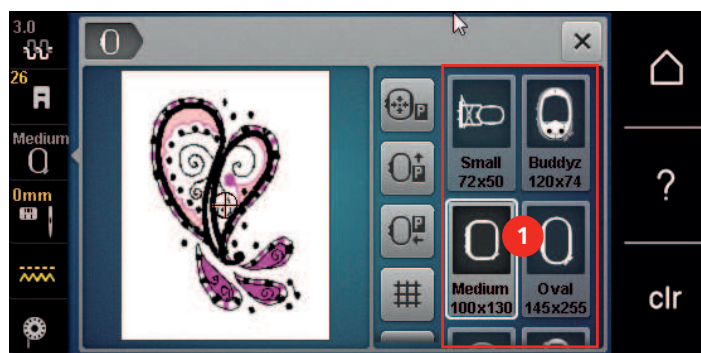 3.0
26
Medium
0mm
P
P
P
Small
72x50
Buddyz
120x74
Medium
100x130
1
Oval
145x255
?
clr